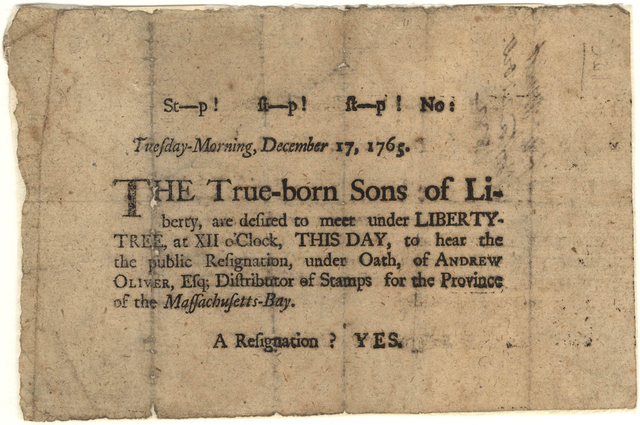 St—p! ſt—p! ſt—p! No:
Tueſday-Morning, December 17, 1765.
THE True-born Sons of Li-
berty, are deſired to meet under LIBERTY-
TREE, at XII o'Clock, THIS DAY, to hear the
the public Reſignation, under Oath, of ANDREW
OLIVER, Eſq; Diſtributor of Stamps for the Province
of the Maſſachuſetts-Bay.
A Reſignation ? YES.